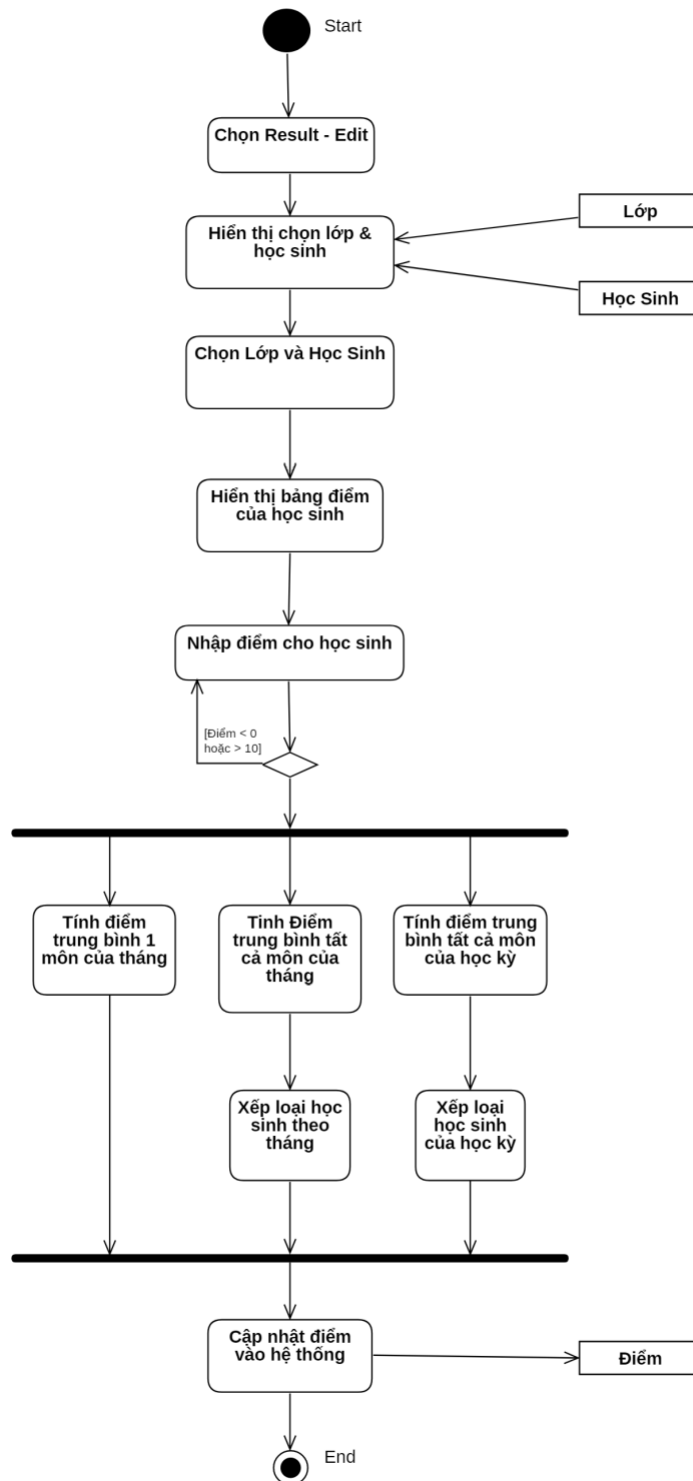 Start
Chọn Result - Edit
Hiển thị chọn lớp &
học sinh
Lớp
Học Sinh
Chọn Lớp và Học Sinh
Hiển thị bảng điểm
của học sinh
Nhập điểm cho học sinh
[Điểm < 0
hoặc > 10]
Tính điểm
trung bình 1
môn của tháng
Tinh Điểm
trung bình tất
cả môn của
tháng
Tính điểm trung
bình tất cả môn
của học kỳ
Xếp loại học
sinh theo
tháng
Xếp loại
học sinh
của học kỳ
Cập nhật điểm
vào hệ thống
Điểm
End